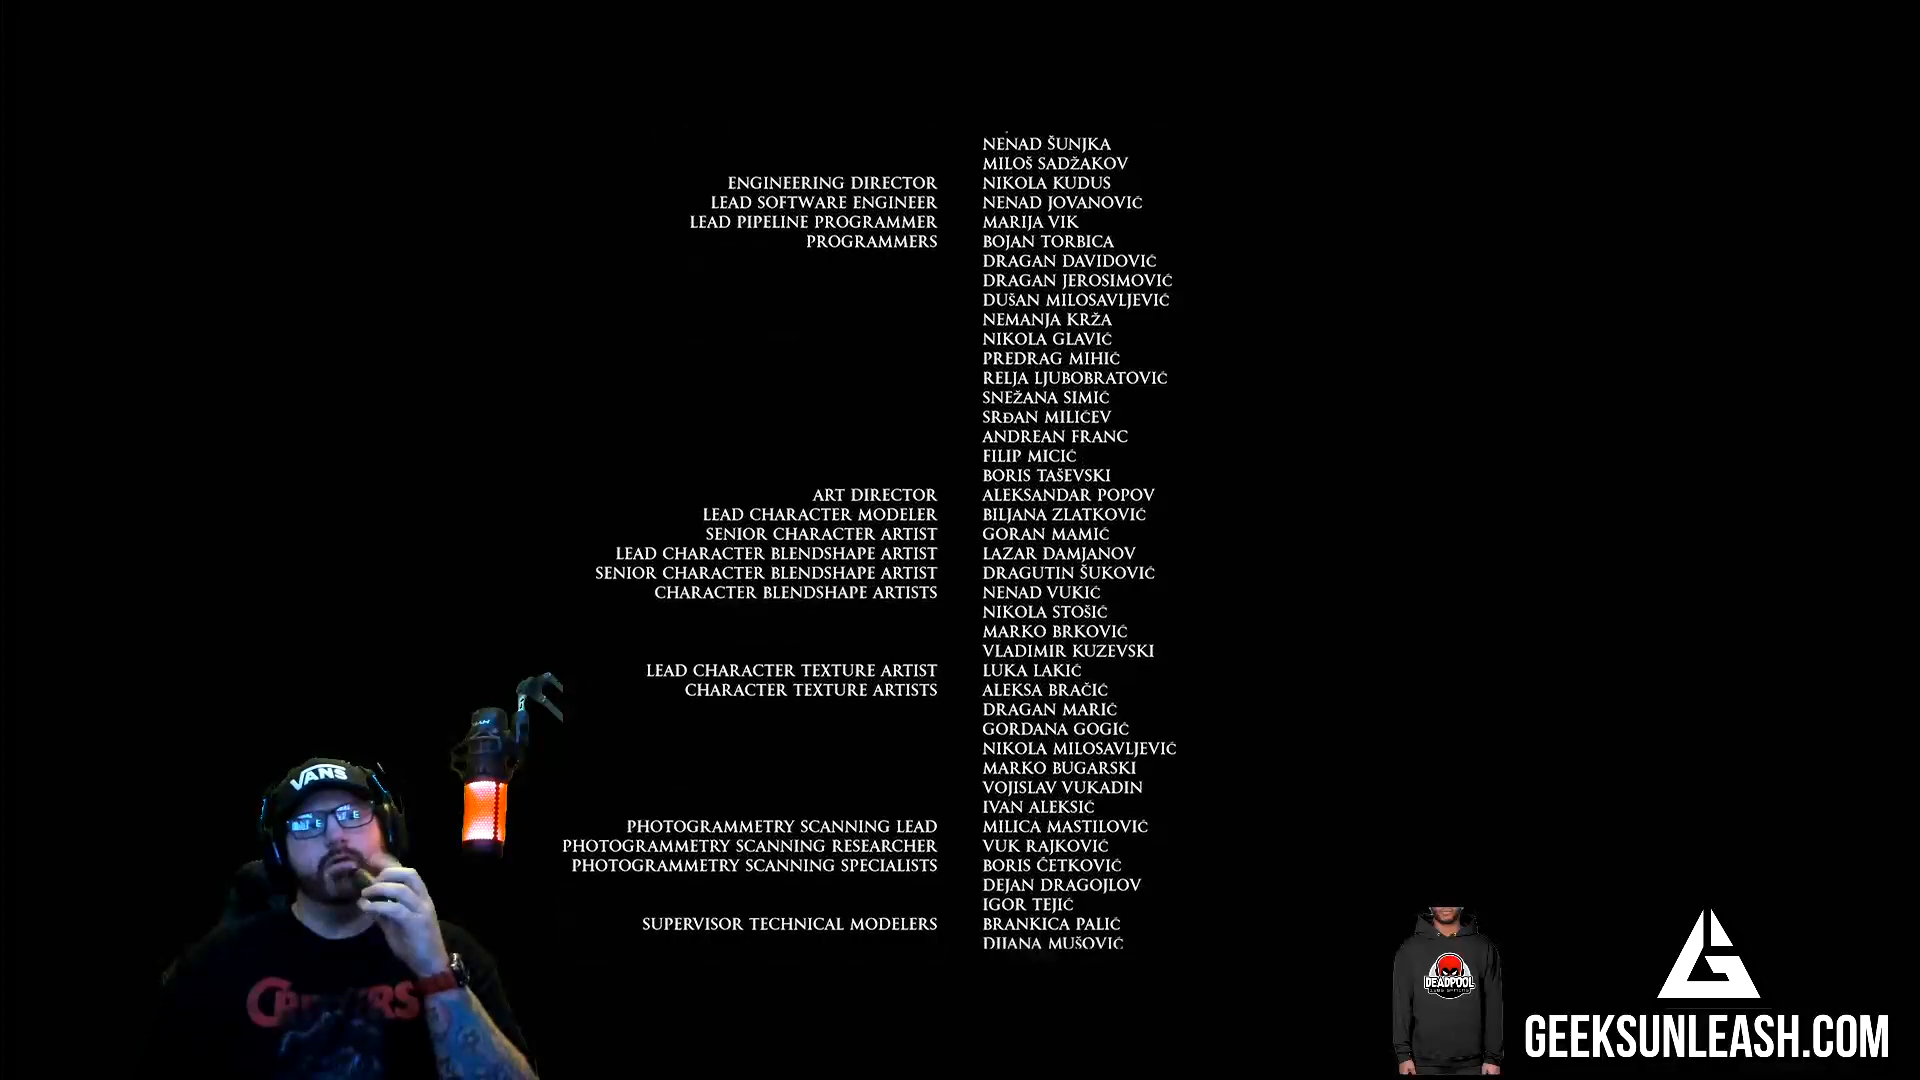 NENAD ŠUNJKA
MILOŠ SADŽAKOV
ENGINEERING DIRECTOR NIKOLA KUDUS
LEAD SOFTWARE ENGINEER NENAD JOVANOVIĆ
LEAD PIPELINE PROGRAMMER MARIJA VIK
PROGRAMMERS BOJAN TORBICA
DRAGAN DAVIDOVIĆ
DRAGAN JEROSIMOVIĆ
DUŠAN MILOSAVLJEVIĆ
NEMANJA KRŽA
NIKOLA GLAVIĆ
PREDRAG MIHIĆ
RELJA LJUBOBRATOVIĆ
SNEŽANA SIMIĆ
SRĐAN MILIĆEV
ANDREAN FRANC
FILIP MICIĆ
BORIS TAŠEVSKI
ART DIRECTOR ALEKSANDAR POPOV
LEAD CHARACTER MODELER BILJANA ZLATKOVIĆ
SENIOR CHARACTER ARTIST GORAN MAMIĆ
LEAD CHARACTER BLENDSHAPE ARTIST LAZAR DAMJANOV
SENIOR CHARACTER BLENDSHAPE ARTIST DRAGUTIN ŠUKOVIĆ
CHARACTER BLENDSHAPE ARTISTS NENAD VUKIĆ
NIKOLA STOŠIĆ
MARKO BRKOVIĆ
VLADIMIR KUZEVSKI
LEAD CHARACTER TEXTURE ARTIST LUKA LAKIĆ
CHARACTER TEXTURE ARTISTS ALEKSA BRAČIĆ
DRAGAN MARIĆ
GORDANA GOGIĆ
NIKOLA MILOSAVLJEVIĆ
MARKO BUGARSKI
VOJISLAV VUKADIN
IVAN ALEKSIĆ
PHOTOGRAMMETRY SCANNING LEAD MILICA MASTILOVIĆ
PHOTOGRAMMETRY SCANNING RESEARCHER VUK RAJKOVIĆ
PHOTOGRAMMETRY SCANNING SPECIALISTS BORIS ĆETKOVIĆ
DEJAN DRAGOJLOV
IGOR TEJIĆ
SUPERVISOR TECHNICAL MODELERS BRANKICA PALIĆ
DIJANA MUŠOVIĆ
VANS
DEADPOOL
GEEKSUNLEASH.COM